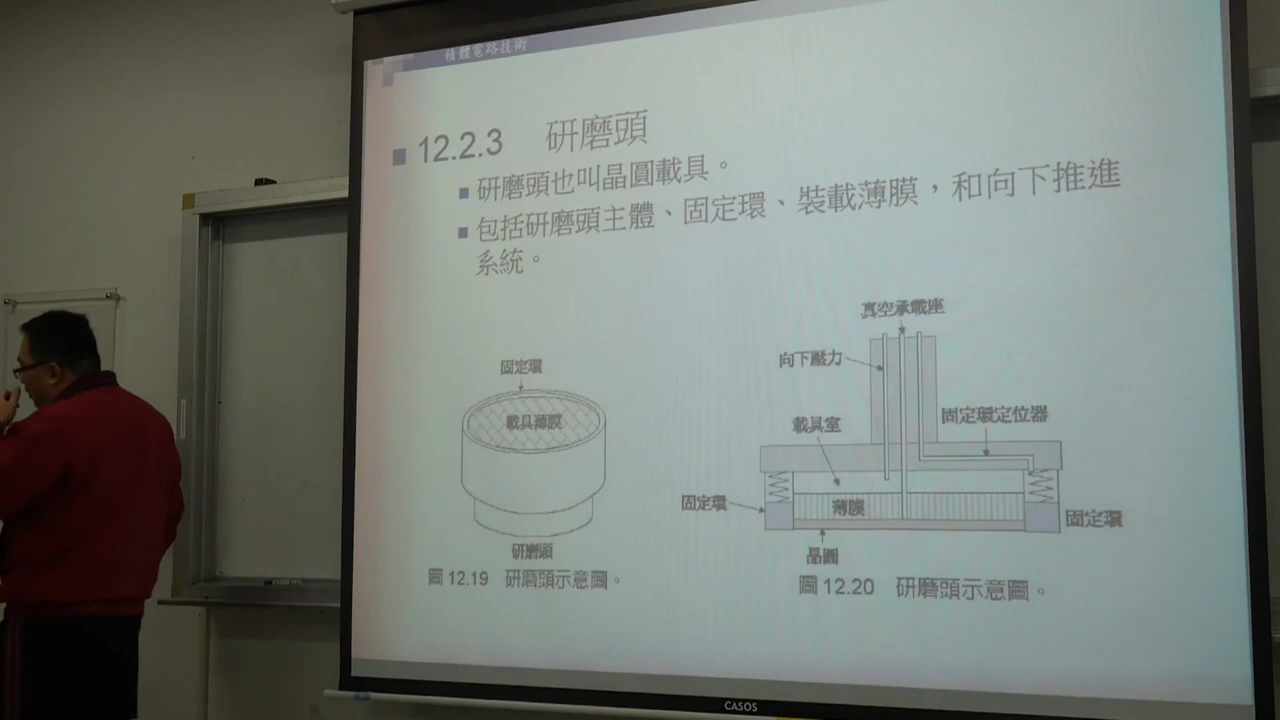 積體電路技術
12.2.3 研磨頭
研磨頭也叫晶圓載具。
包括研磨頭主體、固定環、裝載薄膜，和向下推進
系統。
固定環
載具薄膜
研磨頭
圖 12.19 研磨頭示意圖。
真空承載座
向下壓力
載具室
固定環定位器
固定環
薄膜
固定環
晶圓
圖 12.20 研磨頭示意圖。
CASOS